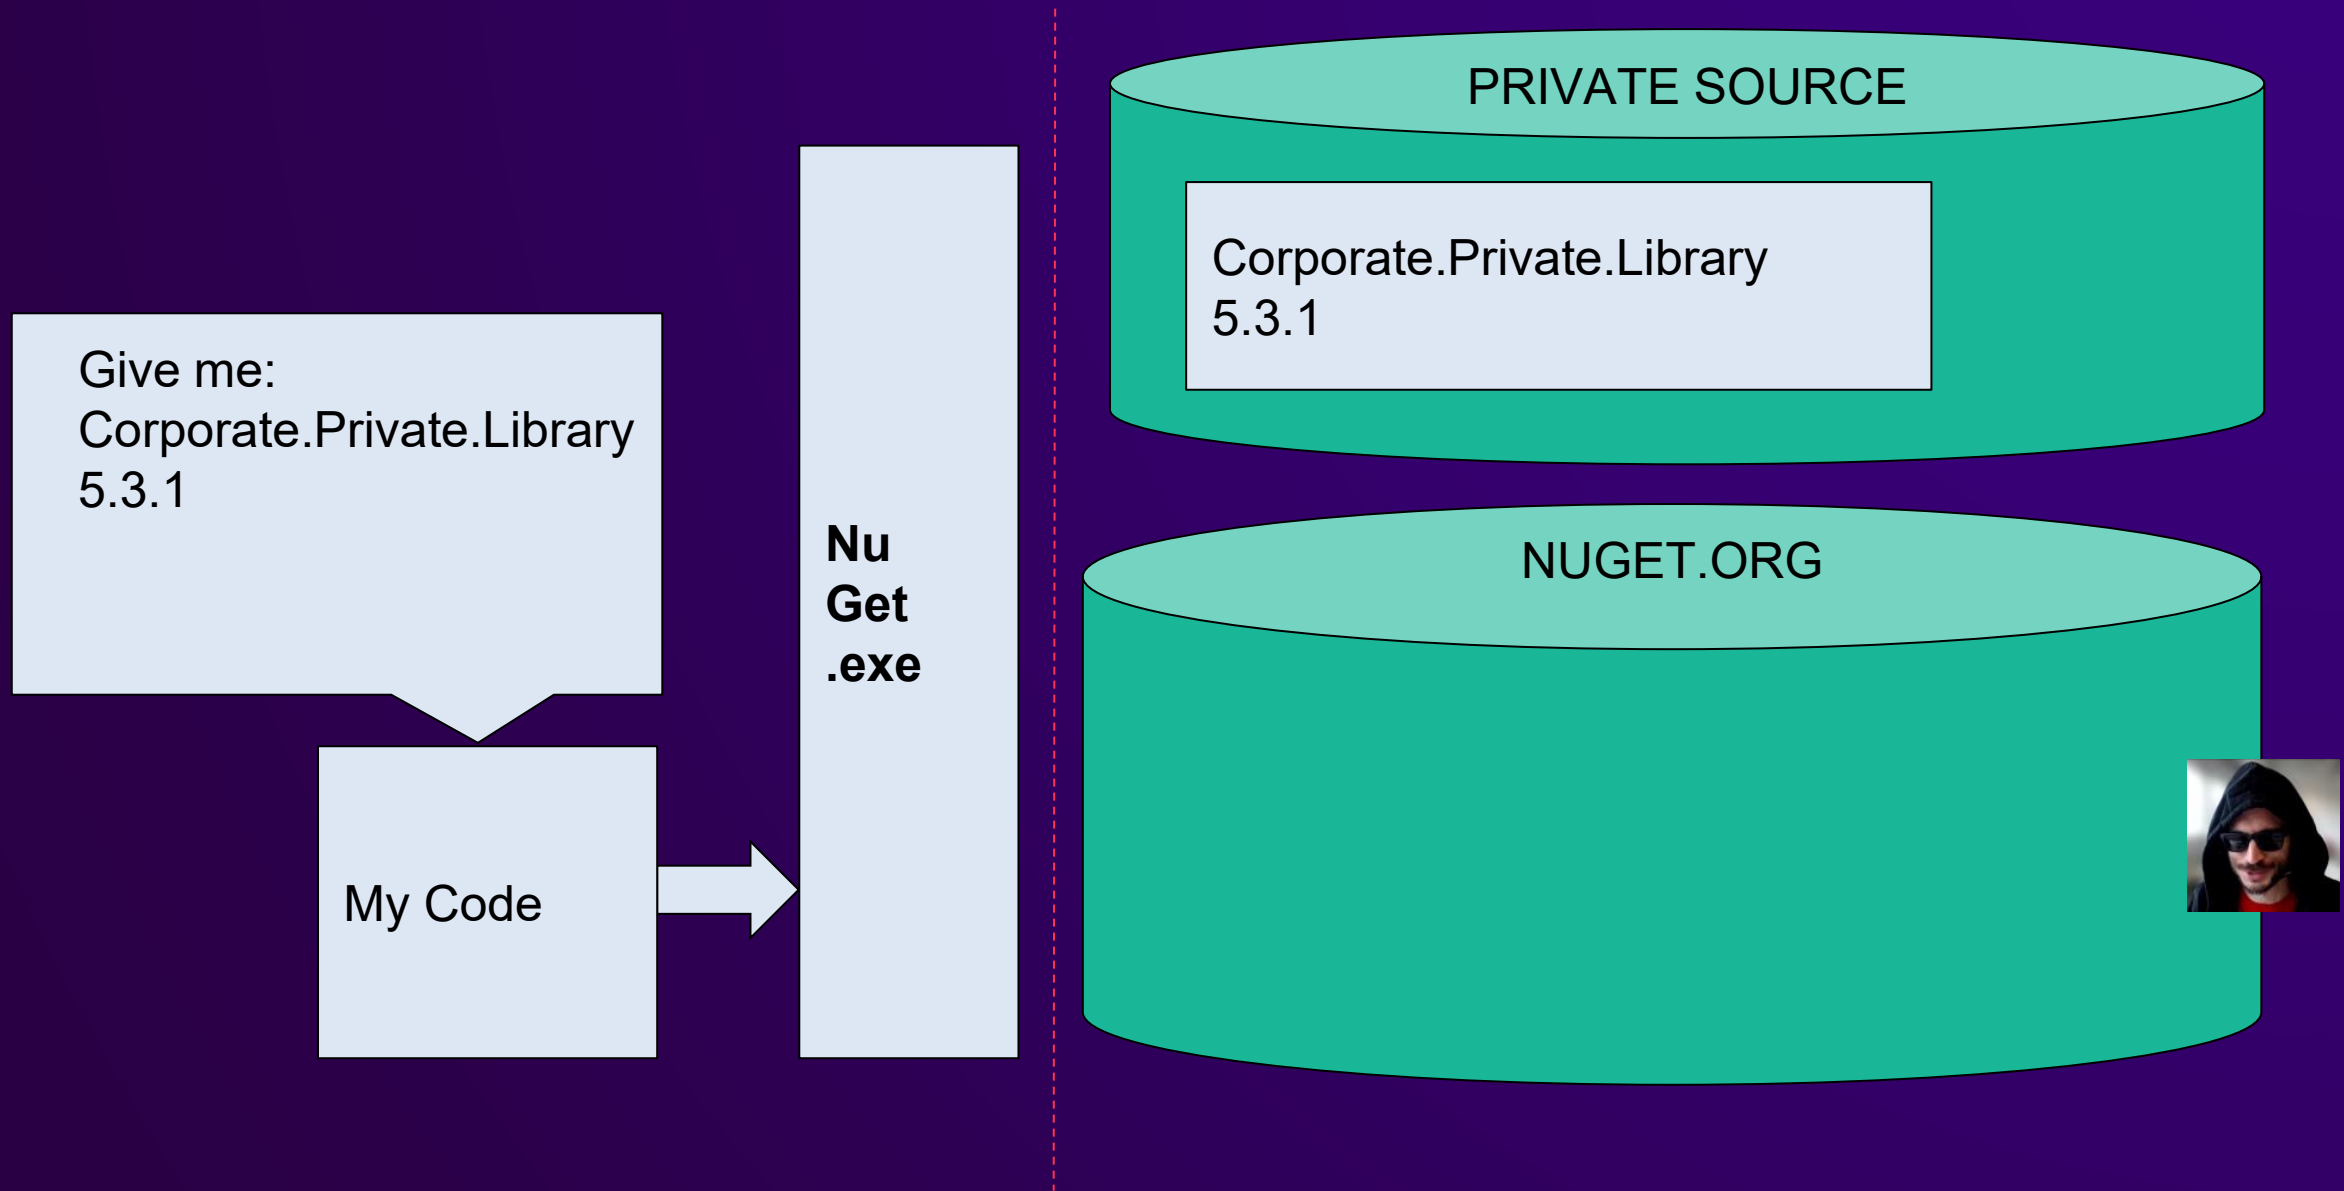 Give me:
Corporate.Private.Library
5.3.1
My Code
Nu
Get
.exe
PRIVATE SOURCE
Corporate.Private.Library
5.3.1
NUGET.ORG